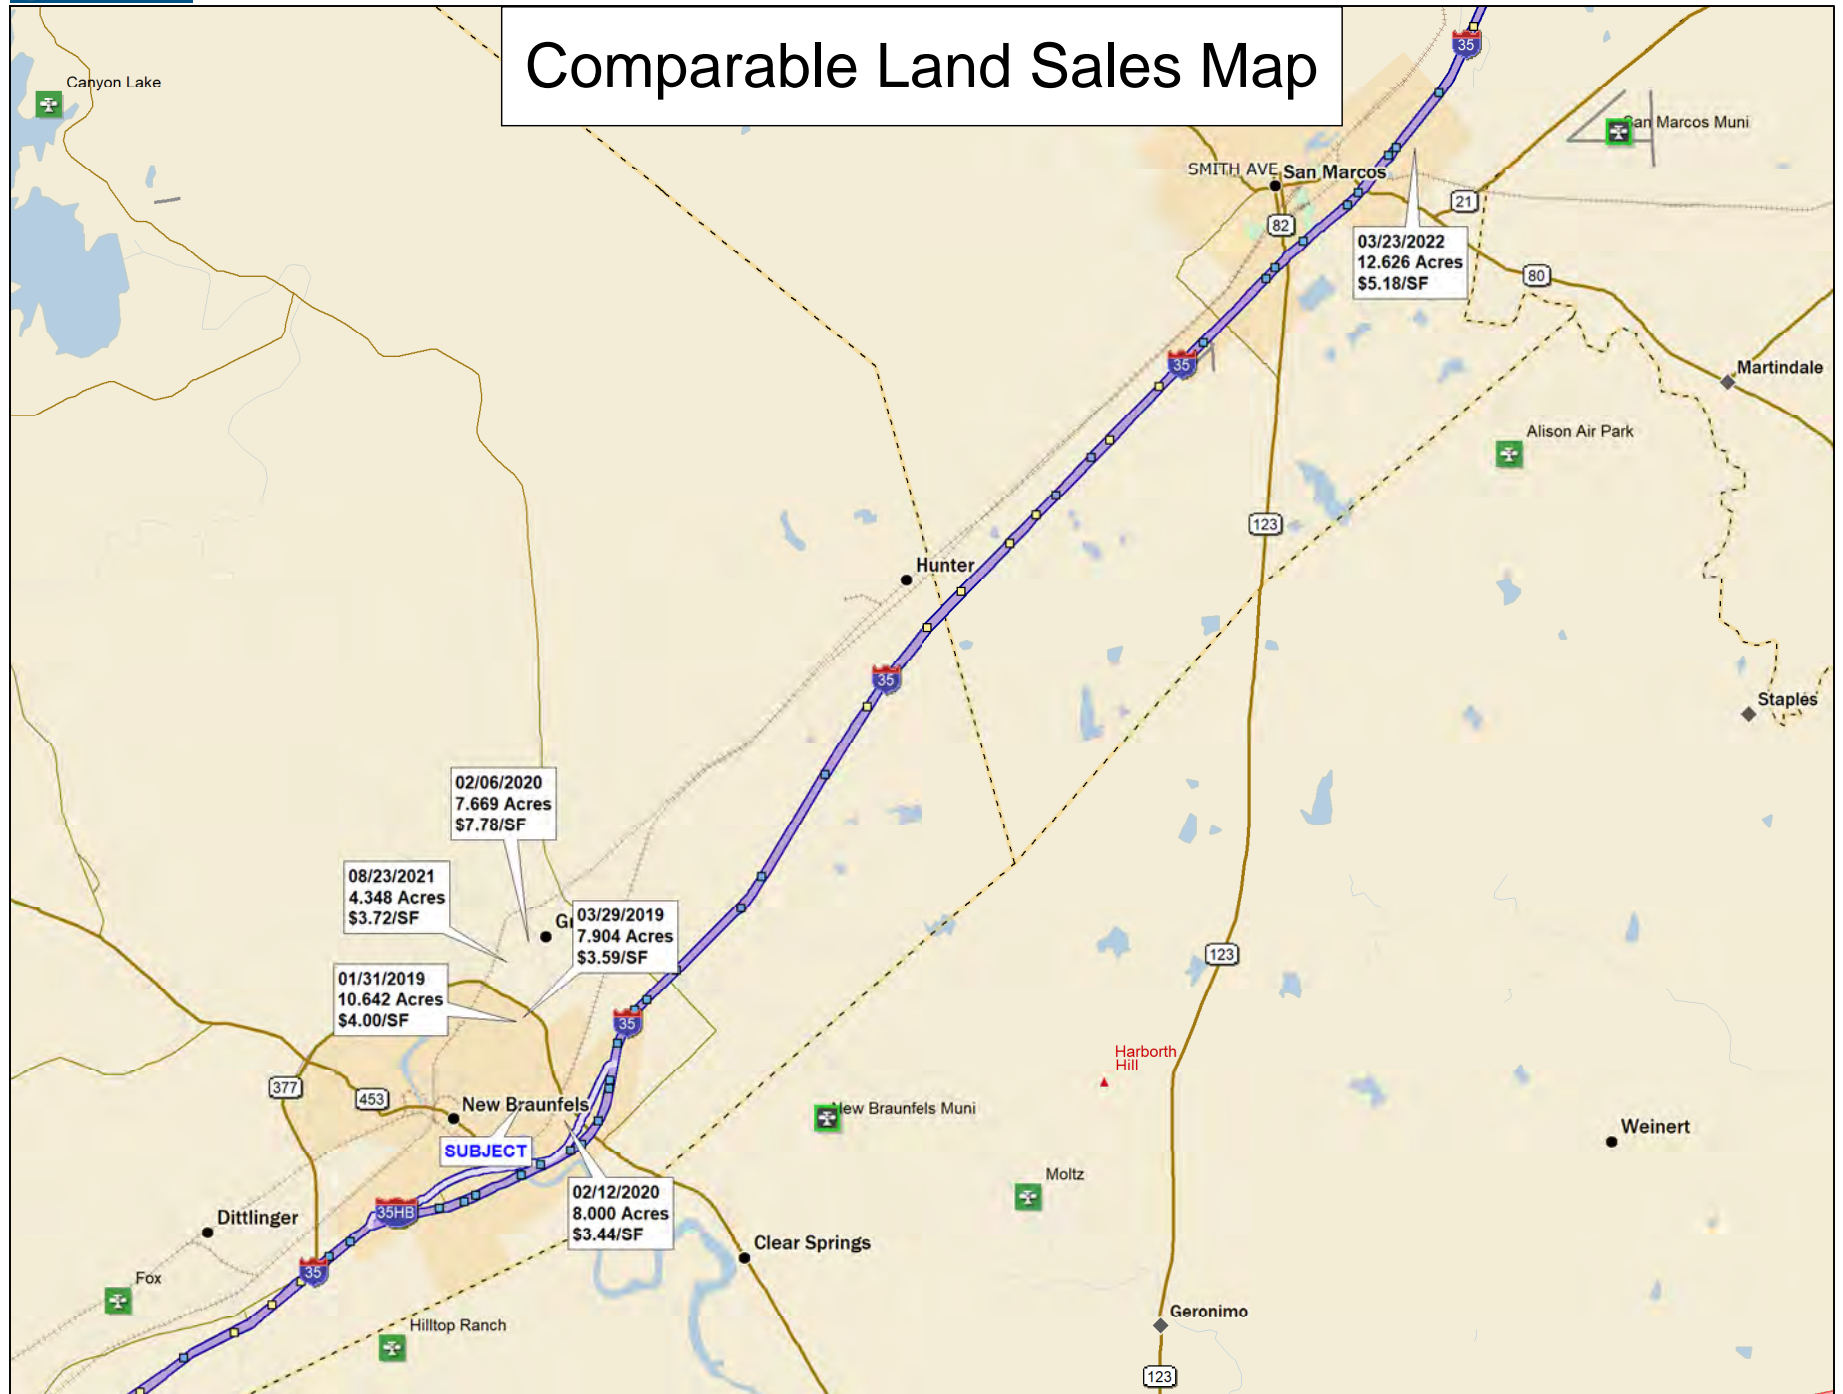 Comparable Land Sales Map
35
Canyon Lake
San Marcos Muni
SMITH AVE
San Marcos
21
82
03/23/2022
12.626 Acres
$5.18/SF
80
35
Martindale
Alison Air Park
123
Hunter
35
Staples
02/06/2020
7.669 Acres
$7.78/SF
08/23/2021
4.348 Acres
$3.72/SF
03/29/2019
7.904 Acres
$3.59/SF
01/31/2019
10.642 Acres
$4.00/SF
123
35
Harborth
Hill
377
453
New Braunfels
New Braunfels Muni
Weinert
SUBJECT
Moltz
02/12/2020
8.000 Acres
$3.44/SF
35HB
Dittlinger
Clear Springs
35
Fox
Hilltop Ranch
Geronimo
123